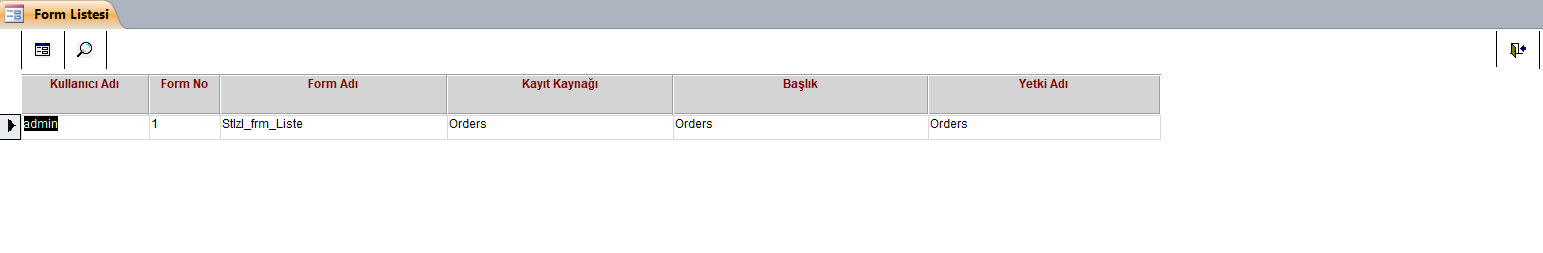 Form Listesi
Kullanıcı Adı Form No Form Adı Kayıt Kaynağı Başlık Yetki Adı
admin 1 Stlzl_frm_Liste Orders Orders Orders